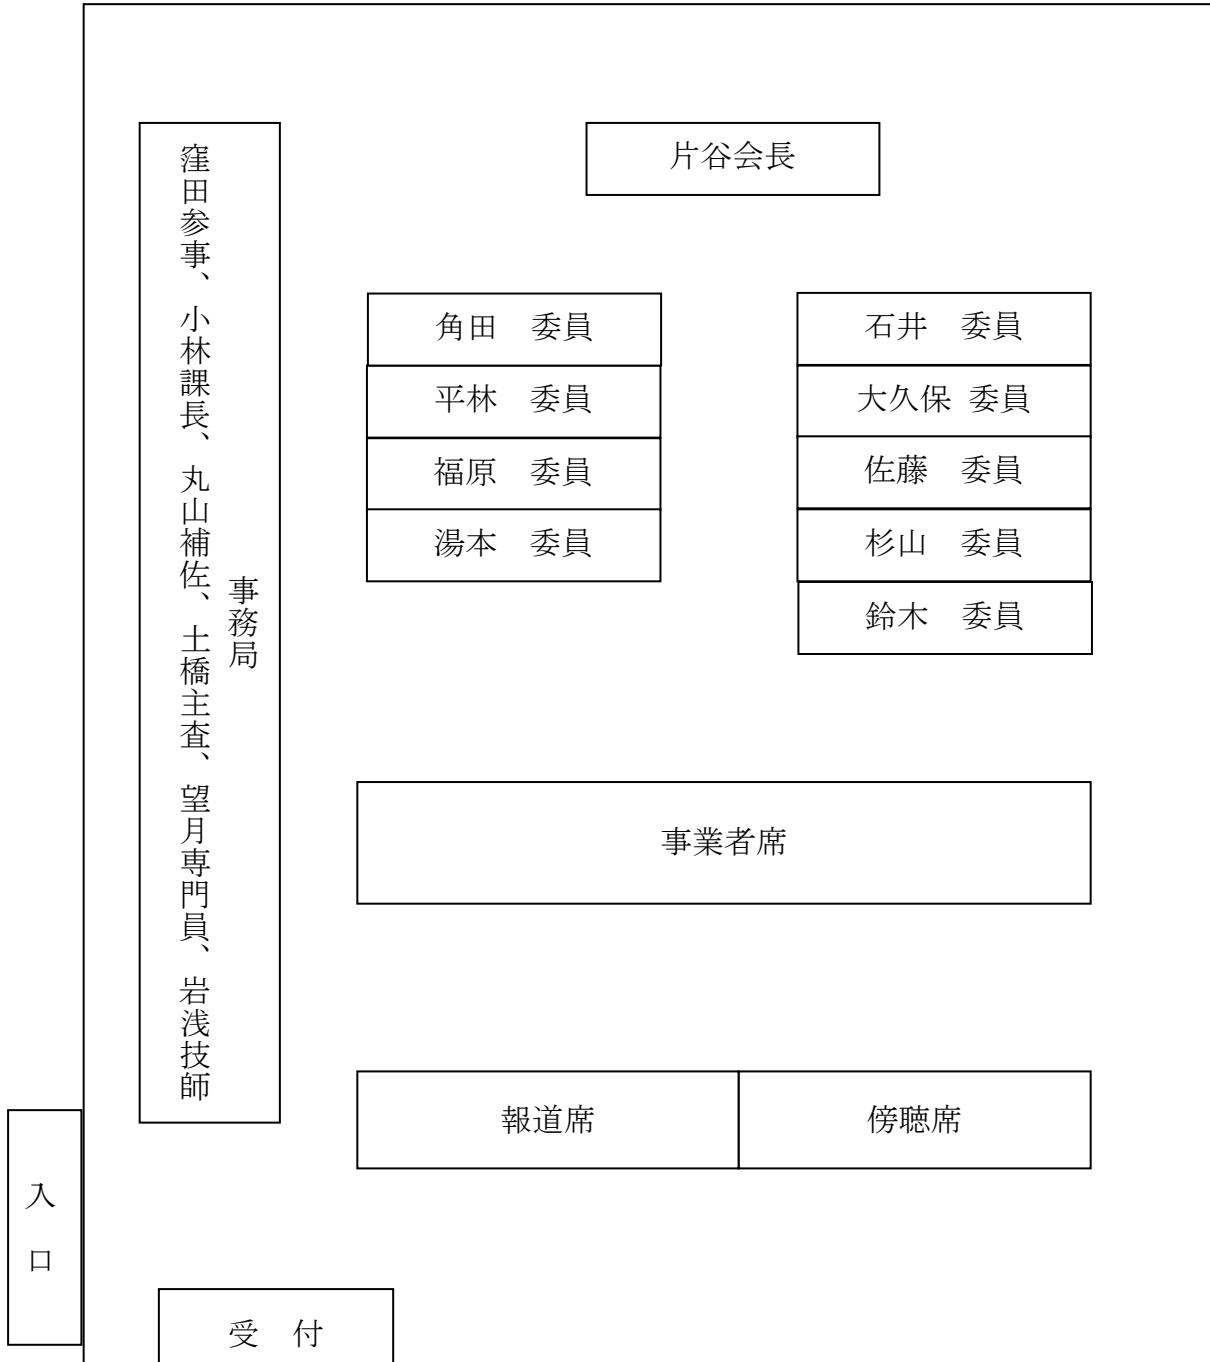 片谷会長
事務局
窪田参事、小林課長、丸山補佐、土橋主査、望月専門員、岩浅技師
角田　委員
平林　委員
福原　委員
湯本　委員
石井　委員
大久保 委員
佐藤　委員
杉山　委員
鈴木　委員
事業者席
報道席
傍聴席
入口
受　付